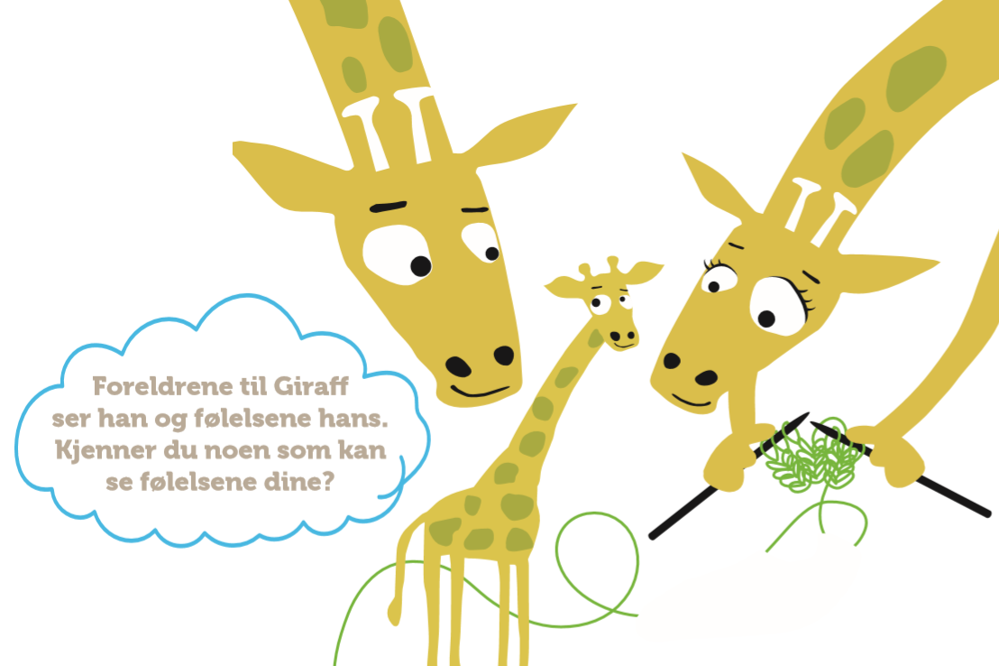 Foreldrene til Giraff
ser han og følelsene hans.
Kjenner du noen som kan
se følelsene dine?